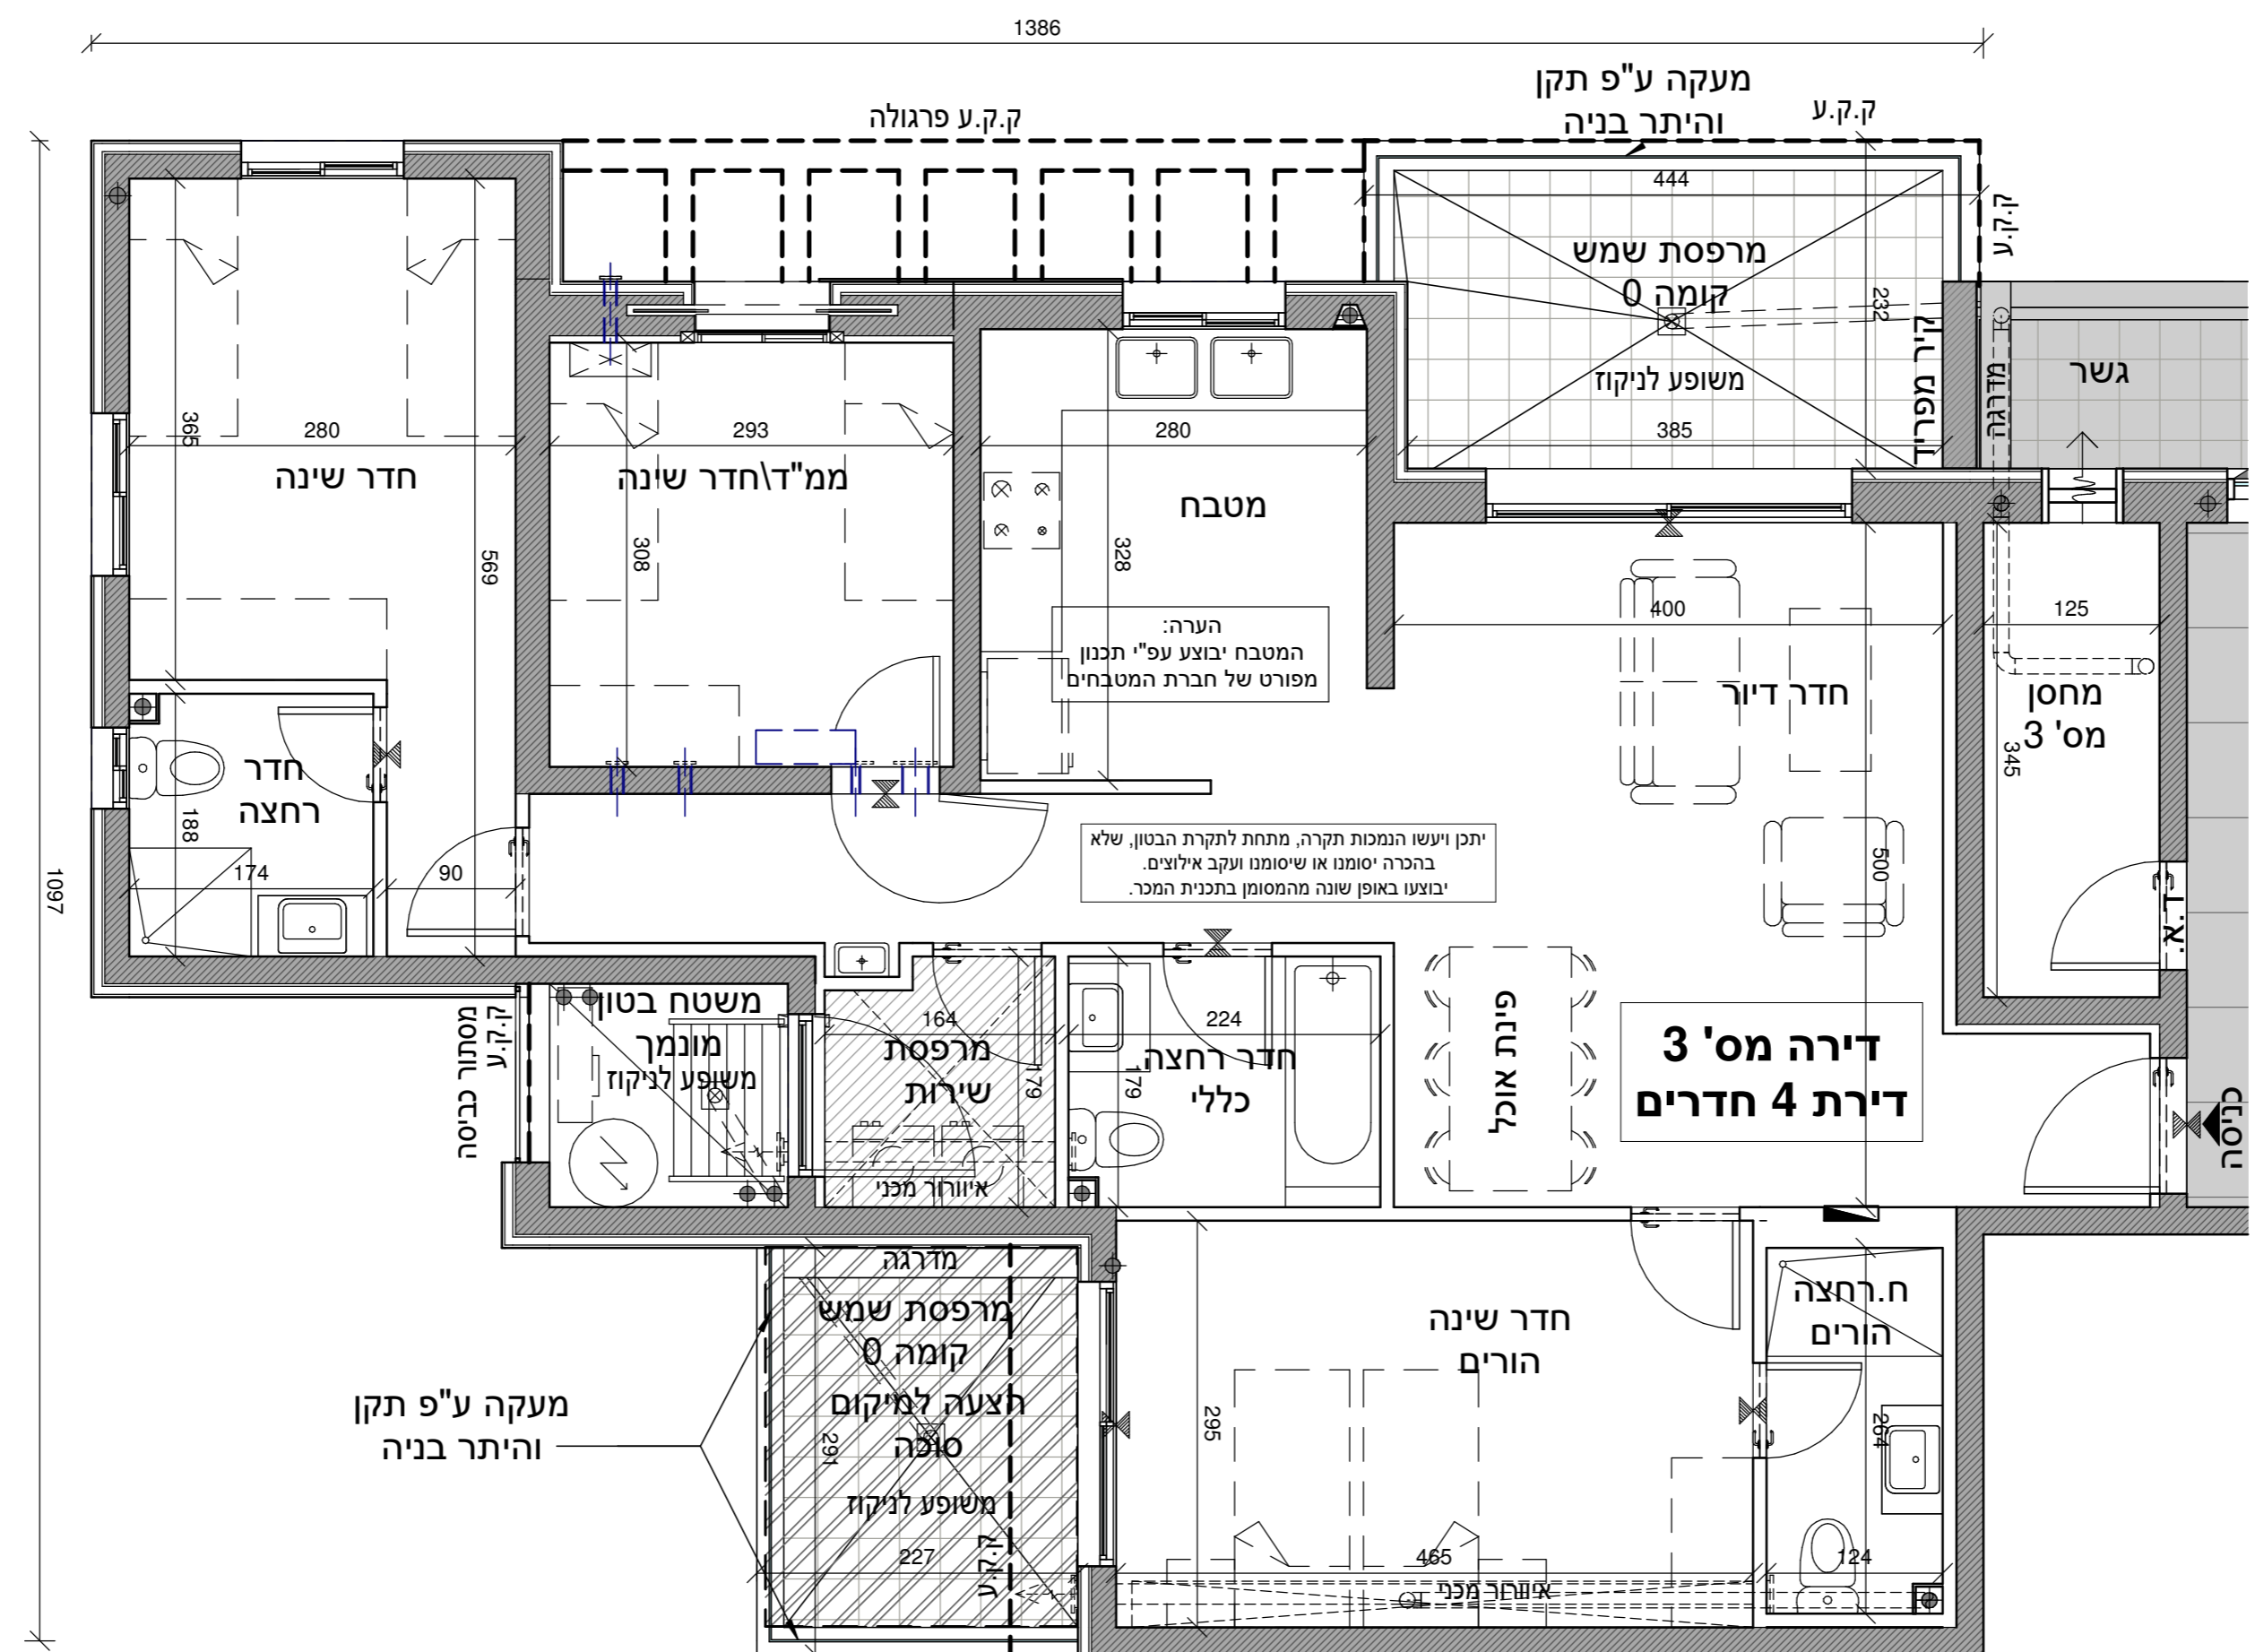 1386
מעקה ע"פ תקן
והיתר בניה
ק.ק.ע
ק.ק.ע פרגולה
444
ק.ק.ע
מרפסת שמש
קומה 0
232
משופע לניקוז
385
קיר מפריד
מדרגה
גשר
365
280
חדר שינה
569
293
ממ"ד\חדר שינה
308
280
מטבח
328
הערה:
המטבח יבוצע עפ"י תכנון
מפורט של חברת המטבחים
400
חדר דיור
500
125
מחסן
מס' 3
345
ד.א.
חדר
רחצה
188
174
90
1097
יתכן ויעשו הנמכות תקרה, מתחת לתקרת הבטון, שלא
בהכרה יסומנו או שיסומנו ועקב אילוצים.
יבוצעו באופן שונה מהמסומן בתכנית המכר.
מסתור כביסה
ק.ק.ע
משטח בטון
מונמך
משופע לניקוז
164
מרפסת
שירות
179
איוורור מכני
224
חדר רחצה
כללי
179
פינת אוכל
דירה מס' 3
דירת 4 חדרים
כניסה
מדרגה
מרפסת שמש
קומה 0
הצעה למיקום
סוכה
291
משופע לניקוז
227
ק.ק.ע
מעקה ע"פ תקן
והיתר בניה
חדר שינה
הורים
295
465
איוורור מכני
ח.רחצה
הורים
264
124